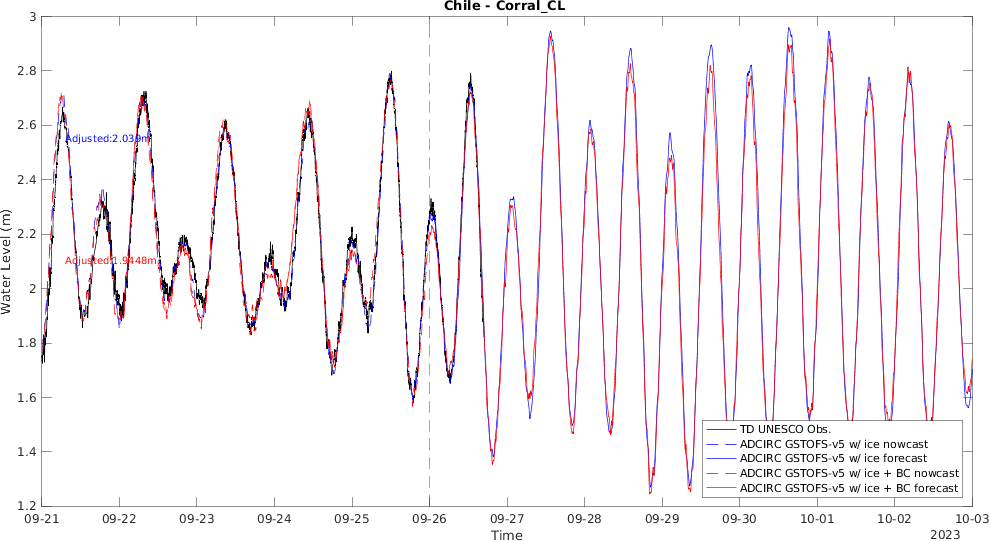 Chile - Corral_CL
3
2.8
2.6
2.4
2.2
2
1.8
1.6
1.4
1.2
Water Level (m)
Adjusted:2.039m
Adjusted:1.9448m
TD UNESCO Obs.
ADCIRC GSTOFS-v5 w/ ice nowcast
ADCIRC GSTOFS-v5 w/ ice forecast
ADCIRC GSTOFS-v5 w/ ice + BC nowcast
ADCIRC GSTOFS-v5 w/ ice + BC forecast
09-21 09-22 09-23 09-24 09-25 09-26 09-27 09-28 09-29 09-30 10-01 10-02 10-03
Time
2023